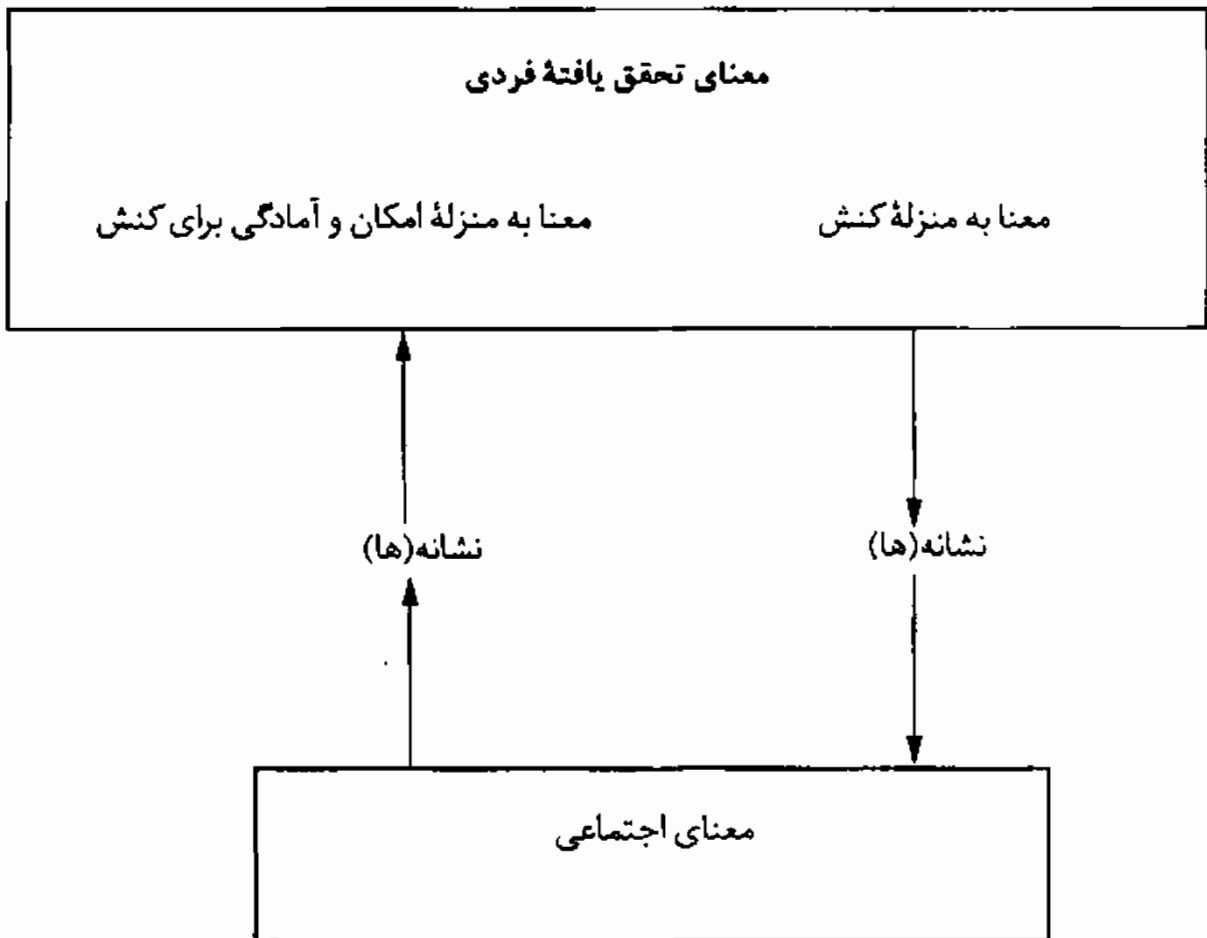 معنای تحقق یافتهٔ فردی
معنا به منزلهٔ کنش
معنا به منزلهٔ امکان و آمادگی برای کنش
نشانه(ها)
نشانه(ها)
معنای اجتماعی